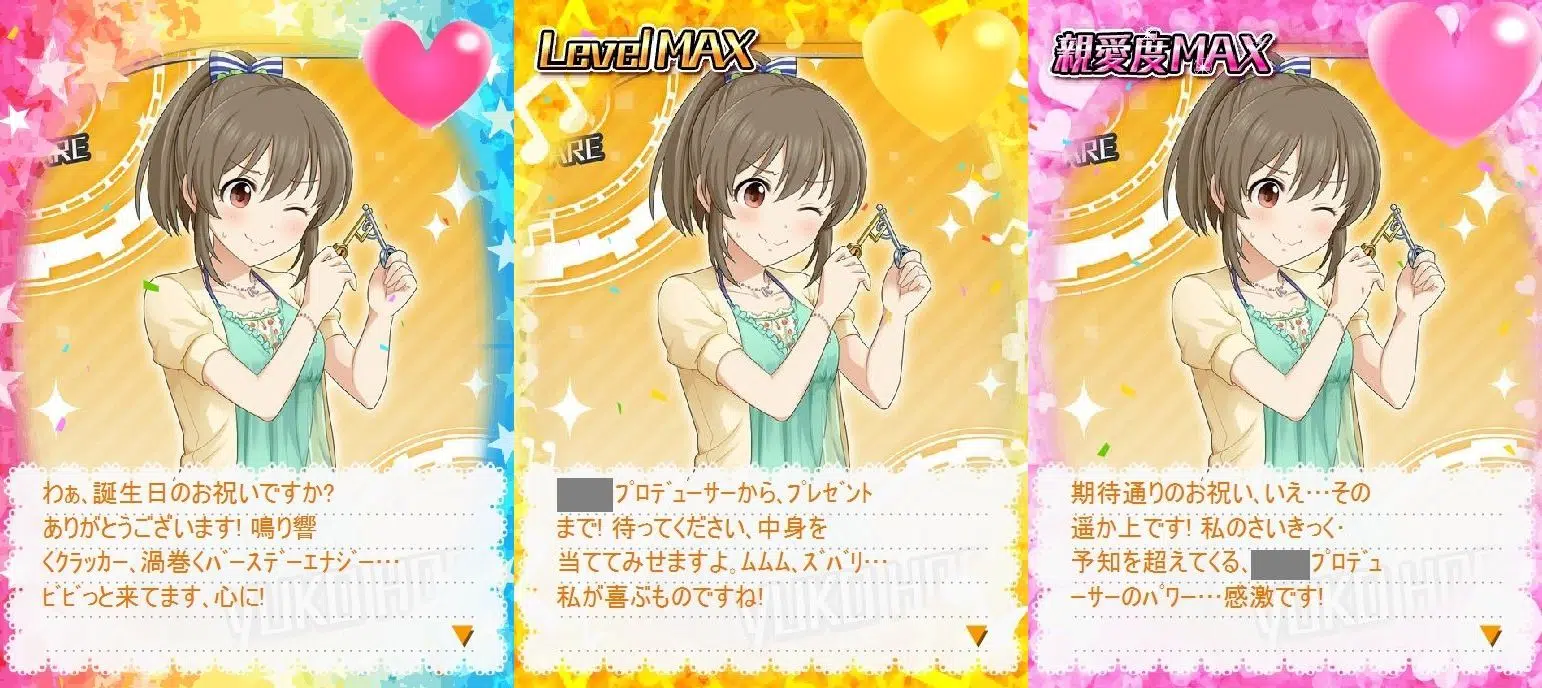 ARE
わぁ、誕生日のお祝いですか?
ありがとうございます! 鳴り響
くクラッカー、渦巻くバースデーエナジー…
ビビっと来てます、心に!
Level MAX
ARE
プロデューサーから、プレゼント
まで! 待ってください、中身を
当ててみせますよ。ムムム、ズバリ…
私が喜ぶものですね!
親愛度MAX
ARE
期待通りのお祝い、いえ…その
遥か上です! 私のさいきっく・
予知を超えてくる、プロデュ
ーサーのパワー…感激です!